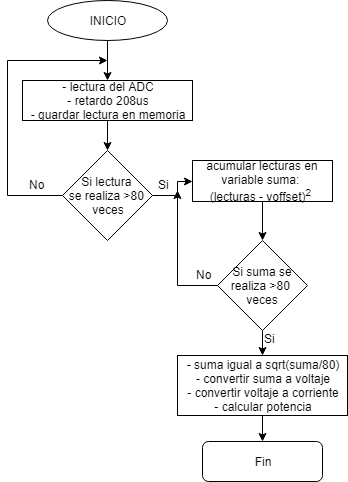 INICIO
- lectura del ADC
- retardo 208us
- guardar lectura en memoria
Si lectura
se realiza >80
veces
No
Si
acumular lecturas en
variable suma:
(lecturas - voffset)²
Si suma se
realiza >80
veces
No
Si
- suma igual a sqrt(suma/80)
- convertir suma a voltaje
- convertir voltaje a corriente
- calcular potencia
Fin